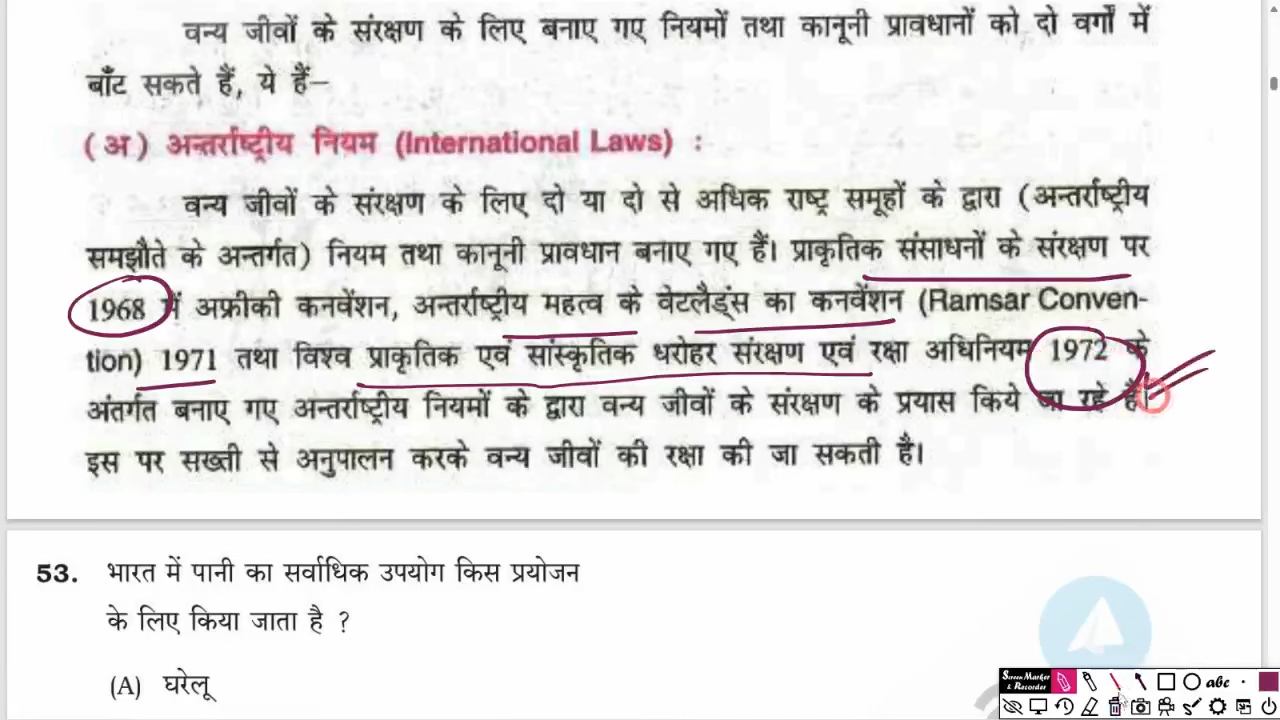 वन्य जीवों के संरक्षण के लिए बनाए गए नियमों तथा कानूनी प्रावधानों को दो वर्गों में
बाँट सकते हैं, ये हैं–
(अ) अन्तर्राष्ट्रीय नियम (International Laws) :
वन्य जीवों के संरक्षण के लिए दो या दो से अधिक राष्ट्र समूहों के द्वारा (अन्तर्राष्ट्रीय
समझौते के अन्तर्गत) नियम तथा कानूनी प्रावधान बनाए गए हैं। प्राकृतिक संसाधनों के संरक्षण पर
1968 में अफ्रीकी कनवेंशन, अन्तर्राष्ट्रीय महत्व के वेटलैड्ंस का कनवेंशन (Ramsar Conven-
tion) 1971 तथा विश्व प्राकृतिक एवं सांस्कृतिक धरोहर संरक्षण एवं रक्षा अधिनियम 1972 के
अंतर्गत बनाए गए अन्तर्राष्ट्रीय नियमों के द्वारा वन्य जीवों के संरक्षण के प्रयास किये जा रहे हैं।
इस पर सख्ती से अनुपालन करके वन्य जीवों की रक्षा की जा सकती है।
53. भारत में पानी का सर्वाधिक उपयोग किस प्रयोजन
के लिए किया जाता है ?
(A) घरेलू
Screen Marker
& Recorder
abc